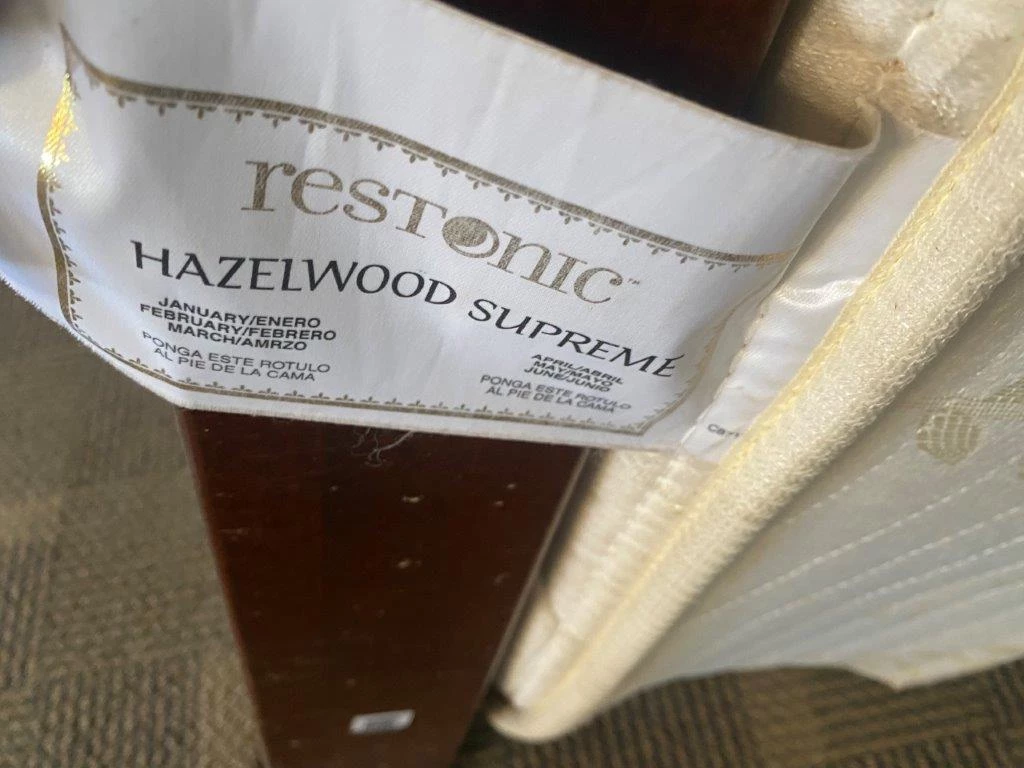 resTonic™
HAZELWOOD SUPREME
JANUARY/ENERO
FEBRUARY/FEBRERO
MARCH/AMRZO
PONGA ESTE ROTULO
AL PIE DE LA CAMA
APRIL/ABRIL
MAY/MAYO
JUNE/JUNIO
PONGA ESTE ROTULO
AL PIE DE LA CAMA